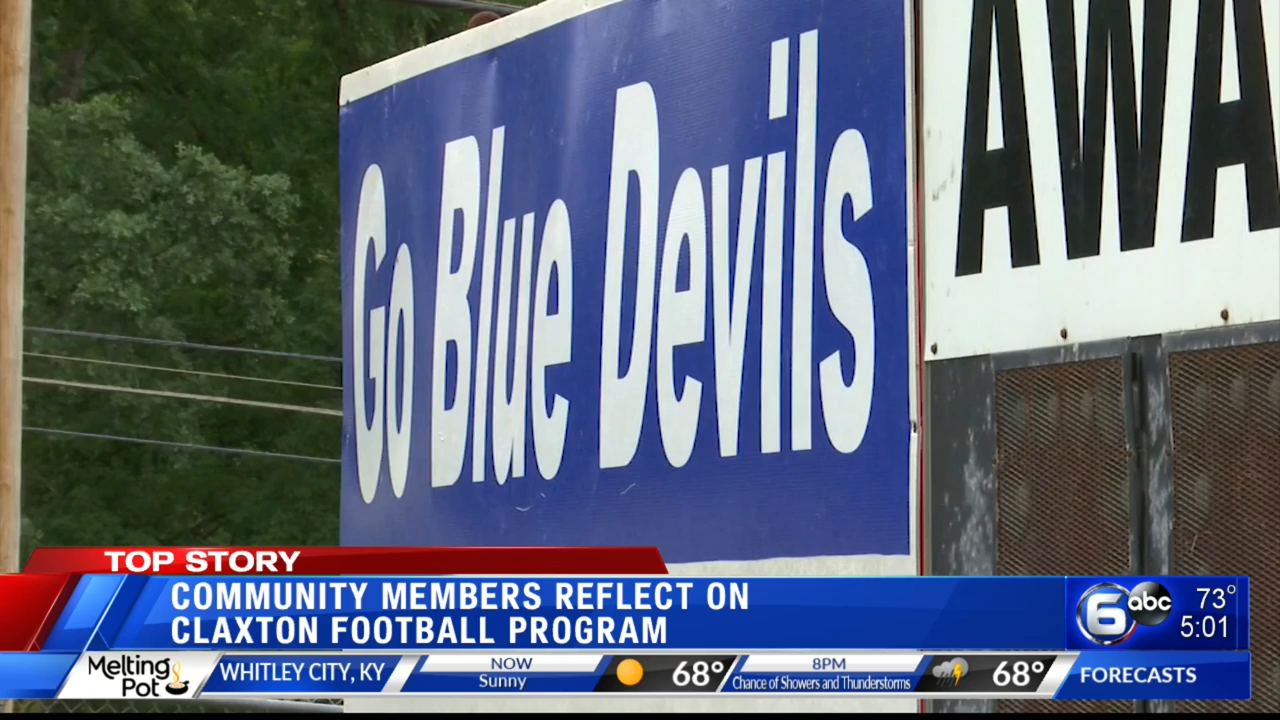 Go Blue Devils
AWA
TOP STORY
COMMUNITY MEMBERS REFLECT ON
CLAXTON FOOTBALL PROGRAM
6 abc
73°
5:01
Melting
Pot
WHITLEY CITY, KY
NOW
Sunny
68°
8PM
Chance of Showers and Thunderstorms
68°
FORECASTS